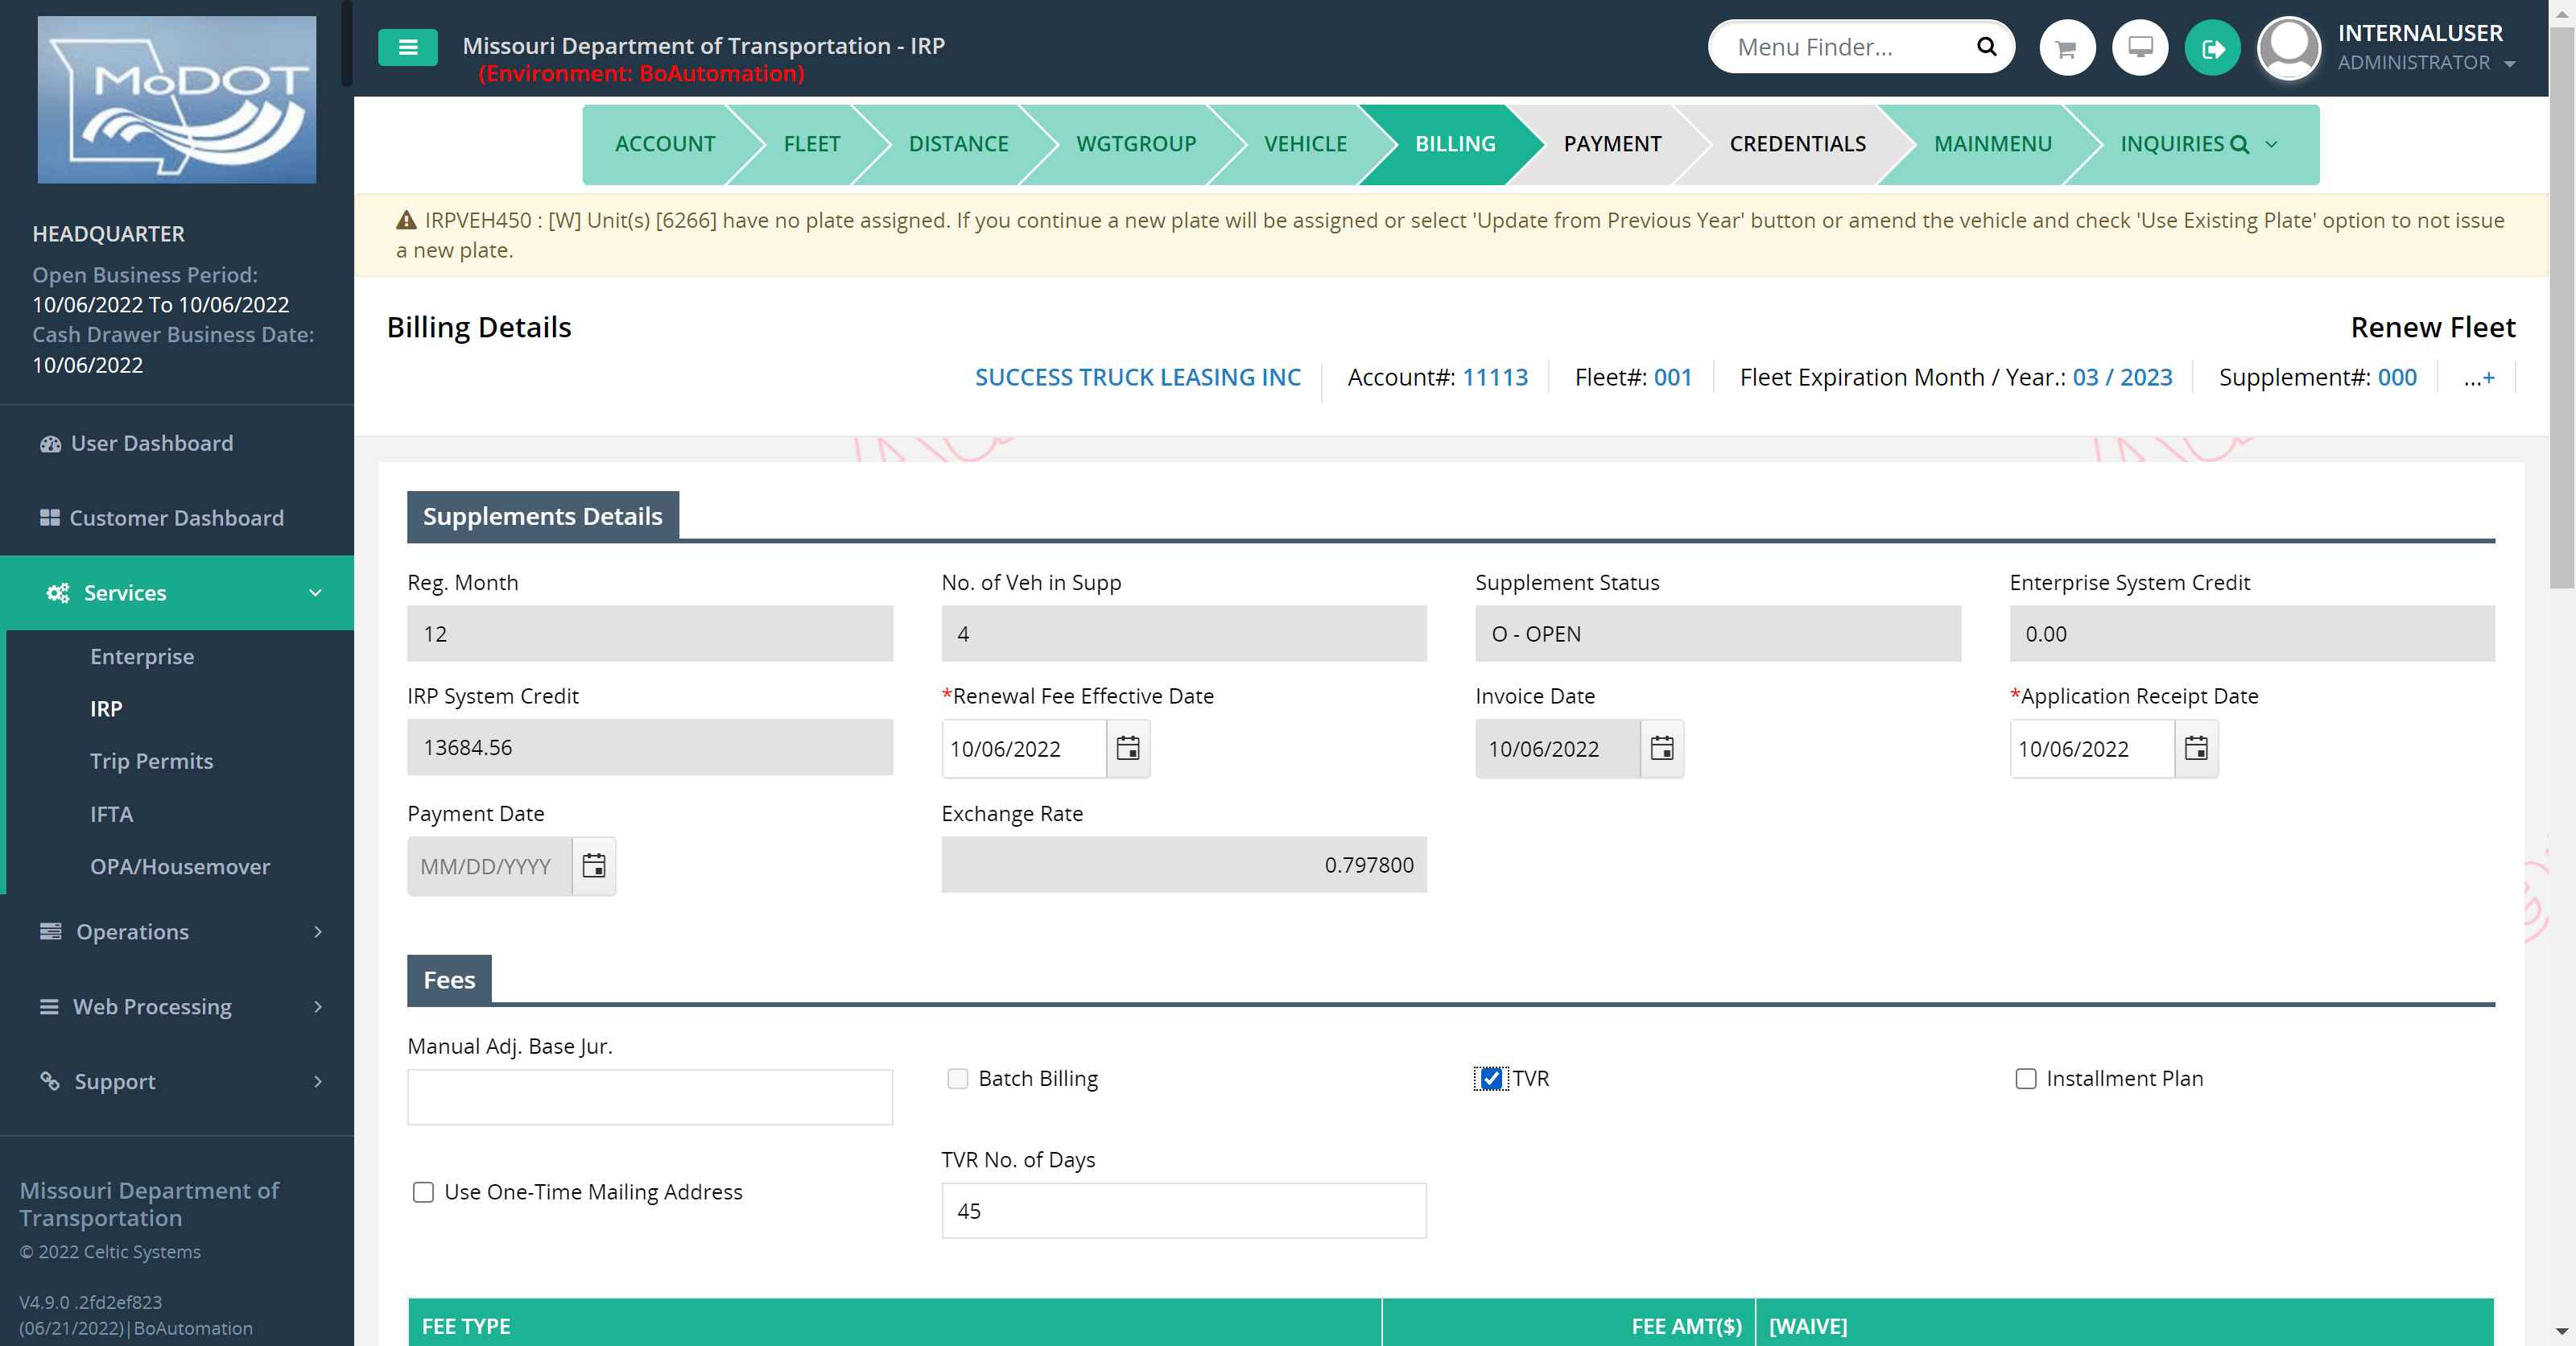 MoDOT
Missouri Department of Transportation - IRP
(Environment: BoAutomation)
Menu Finder...
INTERNALUSER
ADMINISTRATOR
HEADQUARTER
Open Business Period:
10/06/2022 To 10/06/2022
Cash Drawer Business Date:
10/06/2022
User Dashboard
Customer Dashboard
Services
Enterprise
IRP
Trip Permits
IFTA
OPA/Housemover
Operations
Web Processing
Support
Missouri Department of
Transportation
© 2022 Celtic Systems
V4.9.0 .2fd2ef823
(06/21/2022)|BoAutomation
ACCOUNT FLEET DISTANCE WGTGROUP VEHICLE BILLING PAYMENT CREDENTIALS MAINMENU INQUIRIES
IRPVEH450 : [W] Unit(s) [6266] have no plate assigned. If you continue a new plate will be assigned or select 'Update from Previous Year' button or amend the vehicle and check 'Use Existing Plate' option to not issue
a new plate.
Billing Details Renew Fleet
SUCCESS TRUCK LEASING INC Account#: 11113 Fleet#: 001 Fleet Expiration Month / Year.: 03 / 2023 Supplement#: 000 ...+
Supplements Details
Reg. Month No. of Veh in Supp Supplement Status Enterprise System Credit
12 4 O - OPEN 0.00
IRP System Credit *Renewal Fee Effective Date Invoice Date *Application Receipt Date
13684.56 10/06/2022 10/06/2022 10/06/2022
Payment Date Exchange Rate
MM/DD/YYYY 0.797800
Fees
Manual Adj. Base Jur.
Batch Billing TVR Installment Plan
TVR No. of Days
Use One-Time Mailing Address
45
FEE TYPE FEE AMT($) [WAIVE]